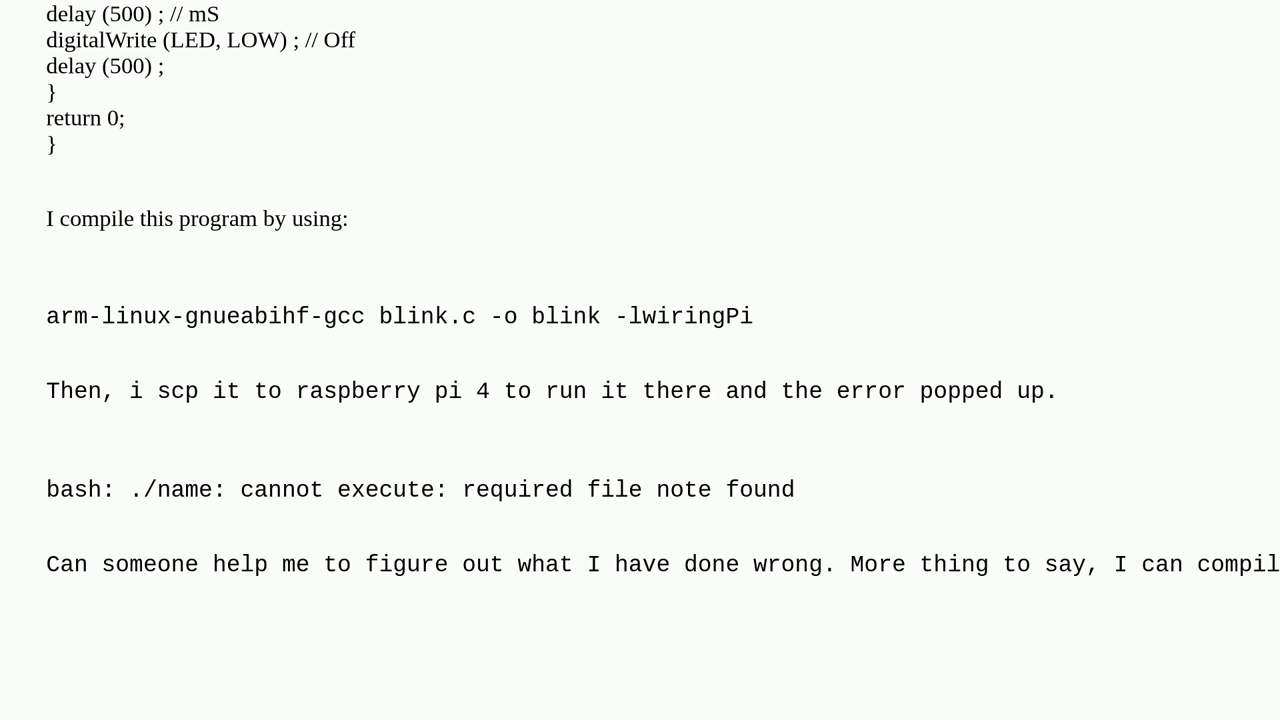 delay (500) ; // mS
digitalWrite (LED, LOW) ; // Off
delay (500) ;
}
return 0;
}
I compile this program by using:
arm-linux-gnueabihf-gcc blink.c -o blink -lwiringPi
Then, i scp it to raspberry pi 4 to run it there and the error popped up.
bash: ./name: cannot execute: required file note found
Can someone help me to figure out what I have done wrong. More thing to say, I can compil